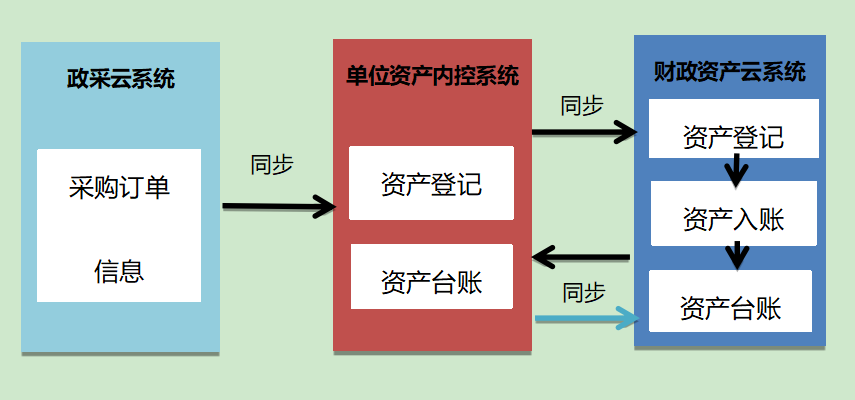 政采云系统
采购订单
信息
同步
单位资产内控系统
资产登记
资产台账
同步
同步
财政资产云系统
资产登记
资产入账
资产台账